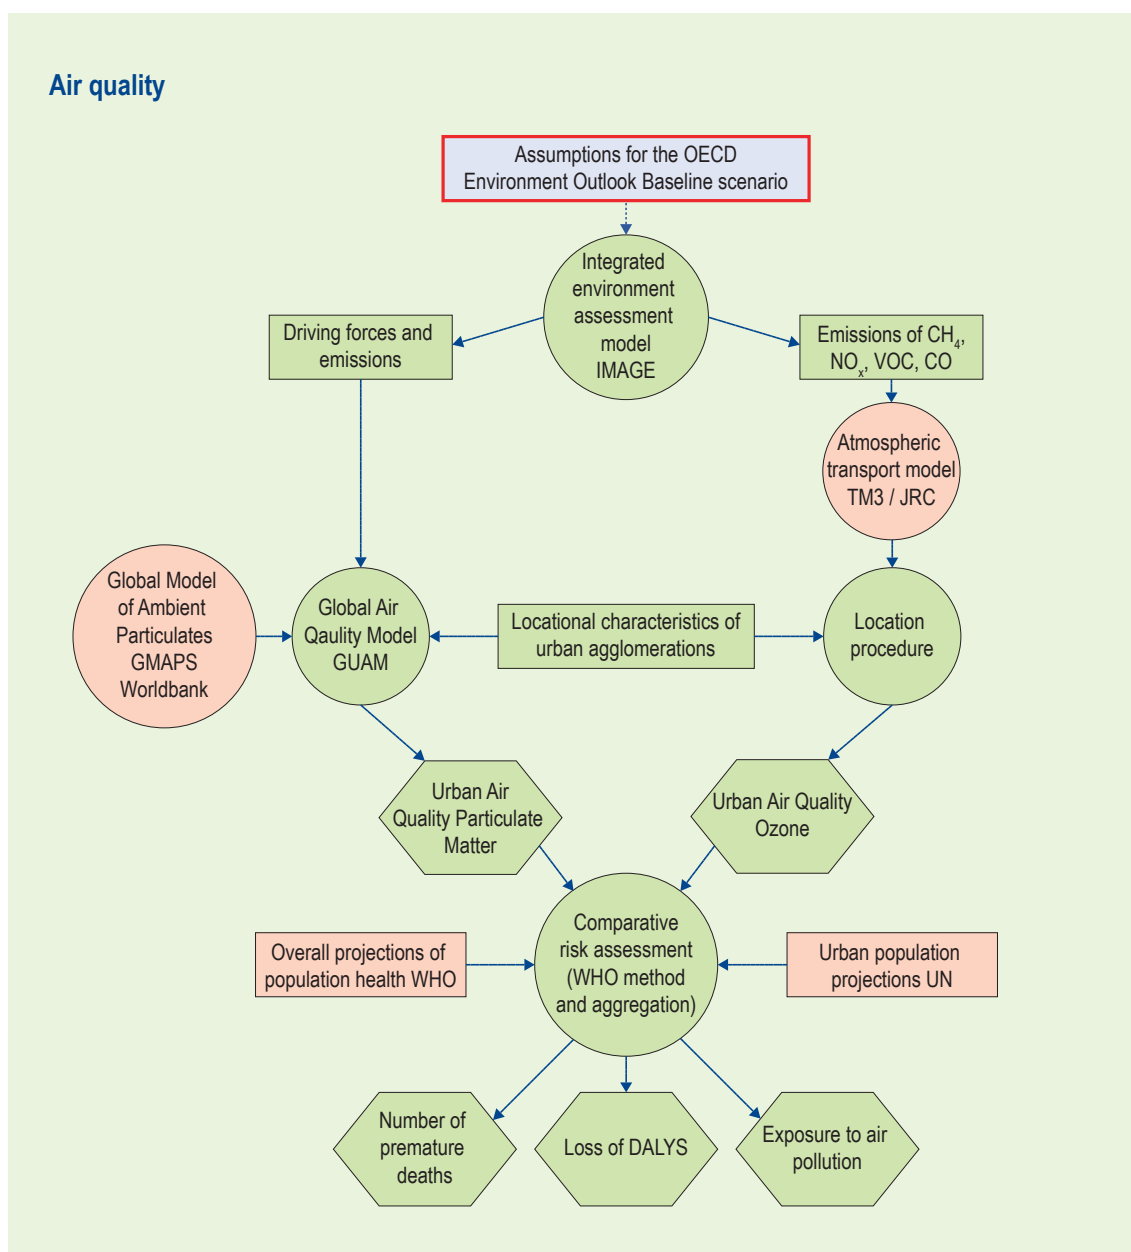 Air quality
Assumptions for the OECD
Environment Outlook Baseline scenario
Integrated
environment
assessment
model
IMAGE
Driving forces and
emissions
Emissions of CH₄,
NOₓ, VOC, CO
Atmospheric
transport model
TM3 / JRC
Global Model
of Ambient
Particulates
GMAPS
Worldbank
Global Air
Qaulity Model
GUAM
Locational characteristics of
urban agglomerations
Location
procedure
Urban Air
Quality Particulate
Matter
Urban Air Quality
Ozone
Comparative
risk assessment
(WHO method
and aggregation)
Overall projections of
population health WHO
Urban population
projections UN
Number of
premature
deaths
Loss of DALYS
Exposure to air
pollution